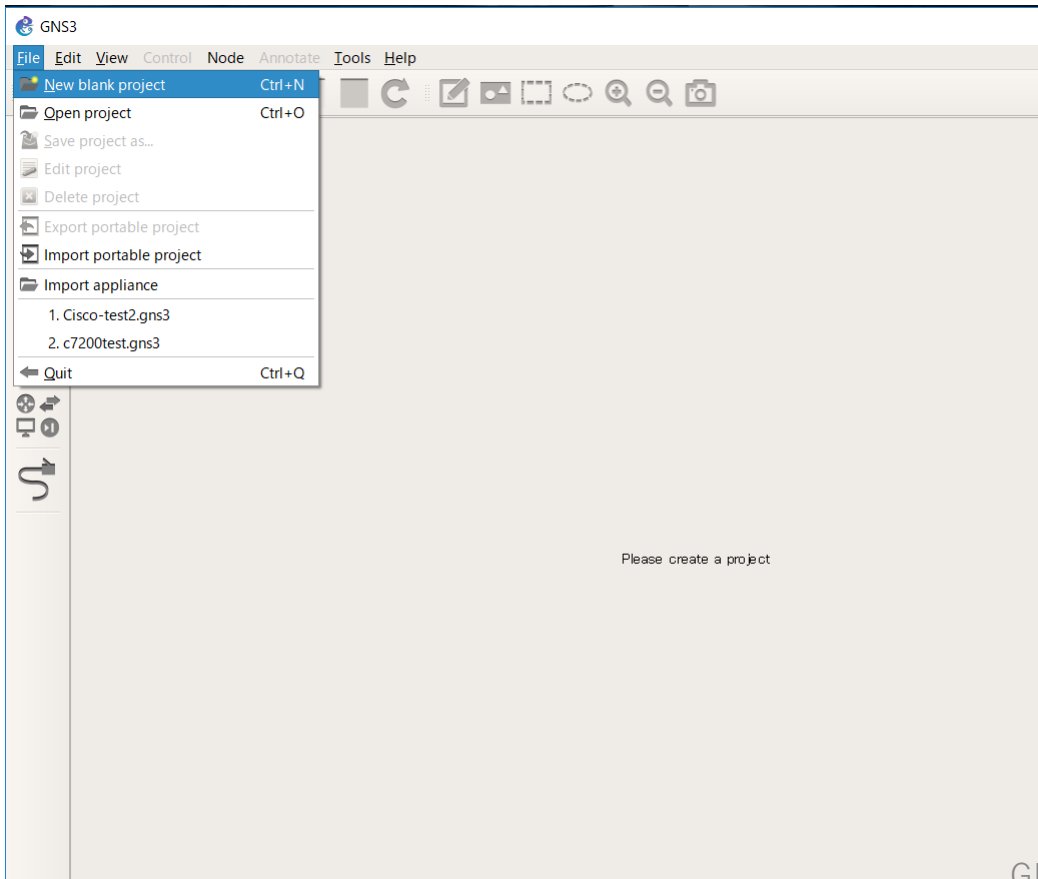 GNS3
File Edit View Control Node Annotate Tools Help
New blank project Ctrl+N
Open project Ctrl+O
Save project as...
Edit project
Delete project
Export portable project
Import portable project
Import appliance
1. Cisco-test2.gns3
2. c7200test.gns3
Quit Ctrl+Q
Please create a project